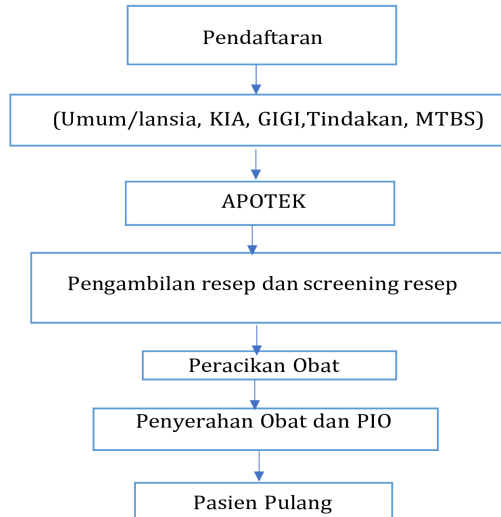 Pendaftaran
(Umum/lansia, KIA, GIGI,Tindakan, MTBS)
APOTEK
Pengambilan resep dan screening resep
Peracikan Obat
Penyerahan Obat dan PIO
Pasien Pulang